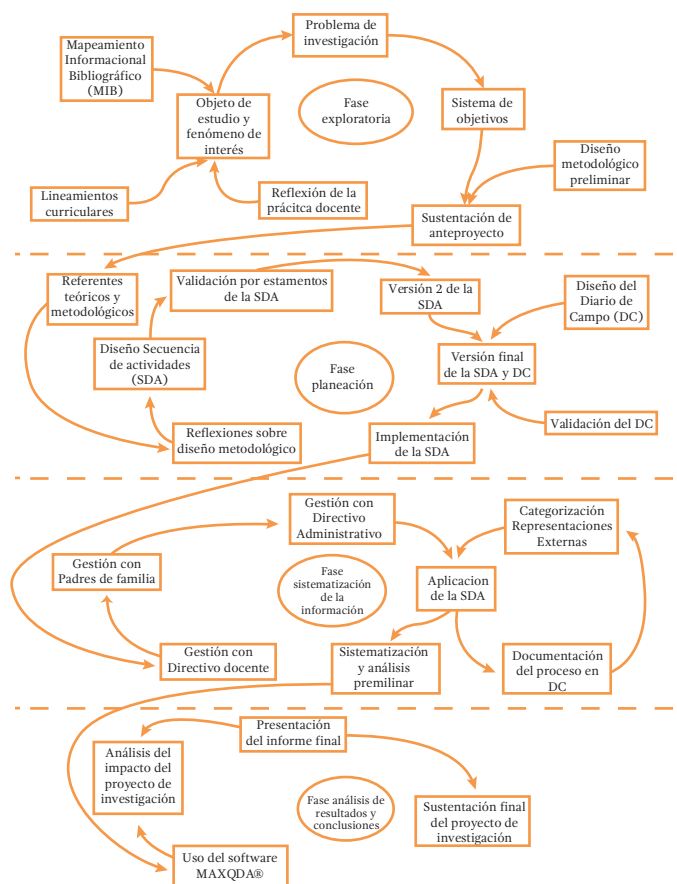 Problema de
investigación
Mapeamiento
Informacional
Bibliográfico
(MIB)
Objeto de
estudio y
fenómeno de
interés
Fase
exploratoria
Sistema de
objetivos
Diseño
metodológico
preliminar
Lineamientos
curriculares
Reflexión de la
prácitca docente
Sustentación de
anteproyecto
Referentes
teóricos y
metodológicos
Validación por estamentos
de la SDA
Versión 2 de la
SDA
Diseño del
Diario de
Campo (DC)
Diseño Secuencia
de actividades
(SDA)
Fase
planeación
Versión final
de la SDA y DC
Reflexiones sobre
diseño metodológico
Implementación
de la SDA
Validación del DC
Gestión con
Directivo
Administrativo
Categorización
Representaciones
Externas
Gestión con
Padres de familia
Fase
sistematización
de la
información
Aplicacion
de la SDA
Gestión con
Directivo docente
Sistematización
y análisis
premilinar
Documentación
del proceso en
DC
Presentación
del informe final
Análisis del
impacto del
proyecto de
investigación
Fase análisis de
resultados y
conclusiones
Sustentación final
del proyecto de
investigación
Uso del software
MAXQDA®